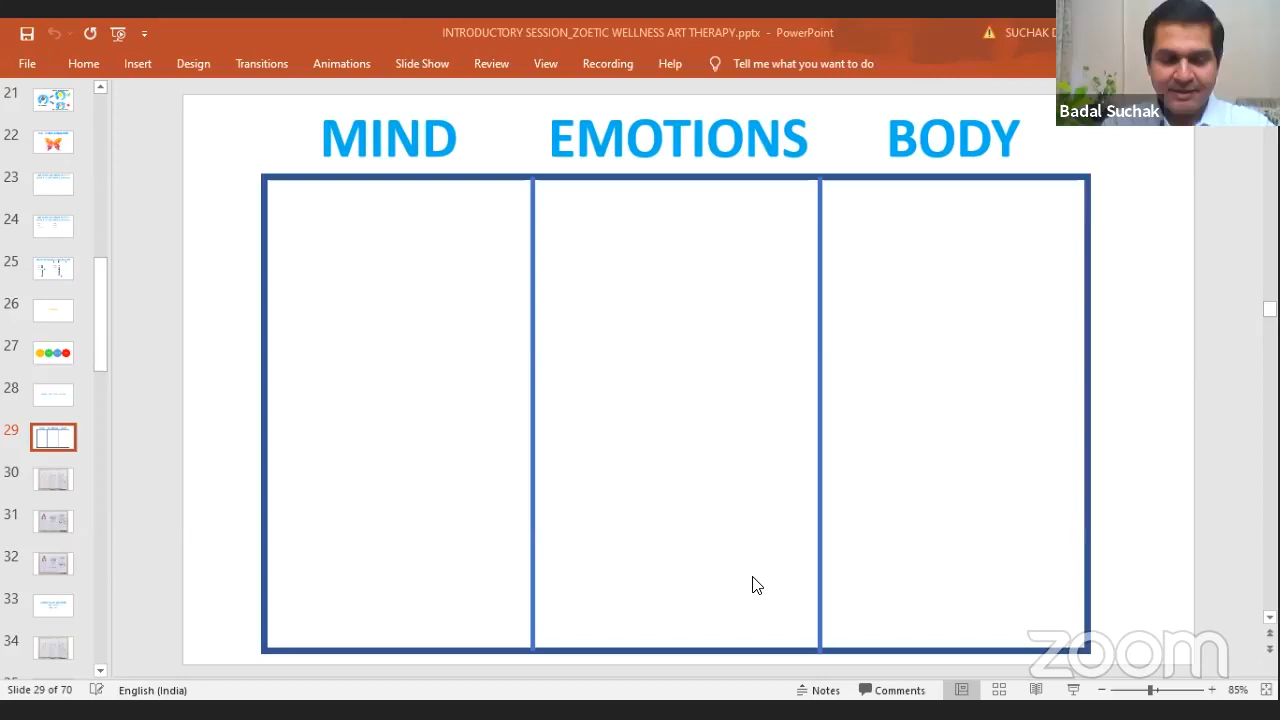 INTRODUCTORY SESSION_ZOETIC WELLNESS ART THERAPY.pptx - PowerPoint
SUCHAK D
File Home Insert Design Transitions Animations Slide Show Review View Recording Help Tell me what you want to do
Badal Suchak
MIND EMOTIONS BODY
21
22
23
24
25
26
27
28
29
30
31
32
33
34
zoom
Slide 29 of 70 English (India) Notes Comments 85%